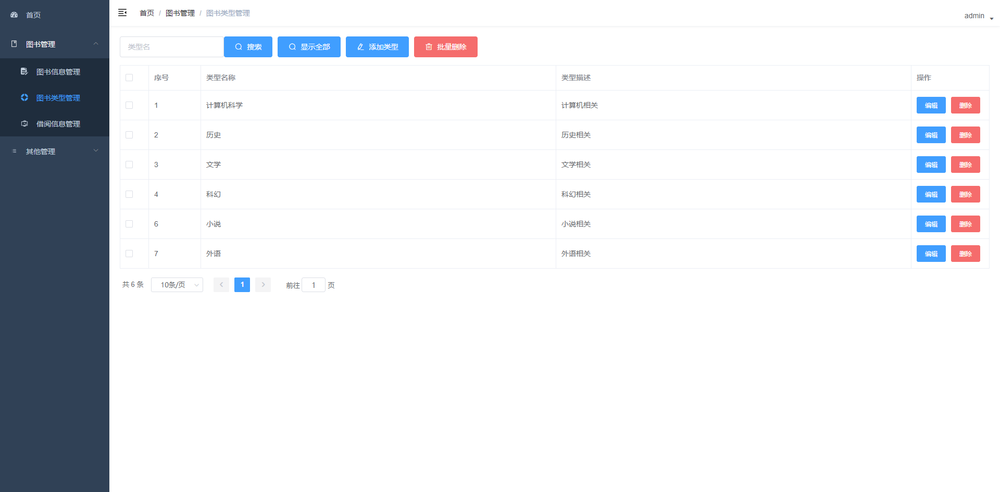 首页
图书管理
图书信息管理
图书类型管理
借阅信息管理
其他管理
首页 / 图书管理 / 图书类型管理
admin
类型名 搜索 显示全部 添加类型 批量删除
序号 类型名称 类型描述 操作
1 计算机科学 计算机相关 编辑 删除
2 历史 历史相关 编辑 删除
3 文学 文学相关 编辑 删除
4 科幻 科幻相关 编辑 删除
6 小说 小说相关 编辑 删除
7 外语 外语相关 编辑 删除
共 6 条 10条/页 1 前往 1 页